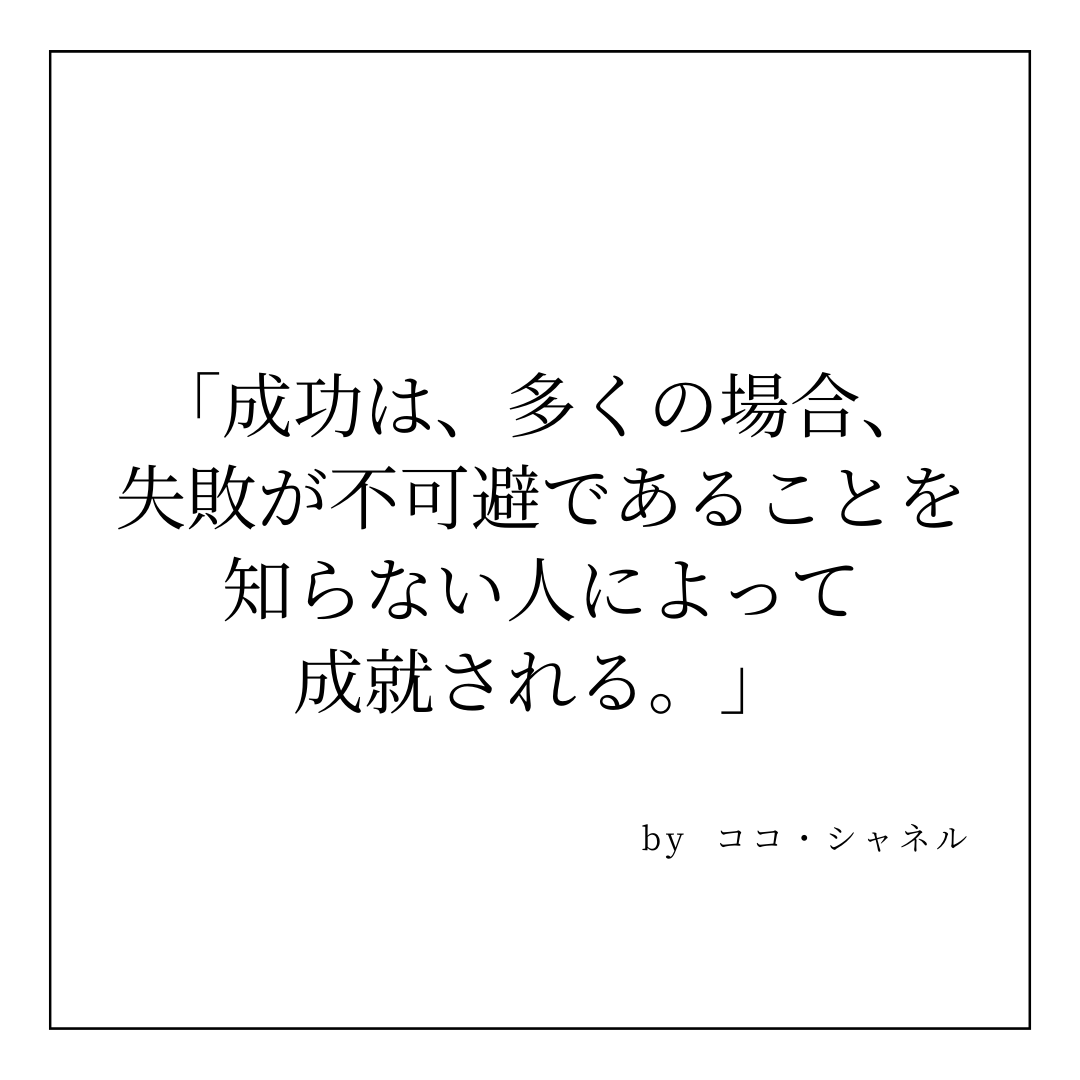 「成功は、多くの場合、
失敗が不可避であることを
知らない人によって
成就される。」
by ココ・シャネル